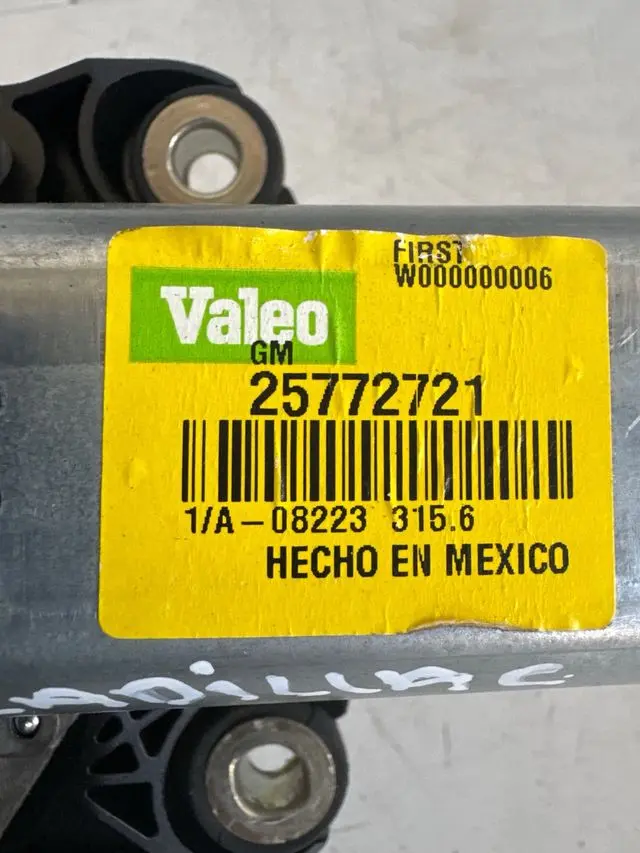 FIRST
W000000006
Valeo
GM
25772721
1/A-08223 315.6
HECHO EN MEXICO
CADILLAC